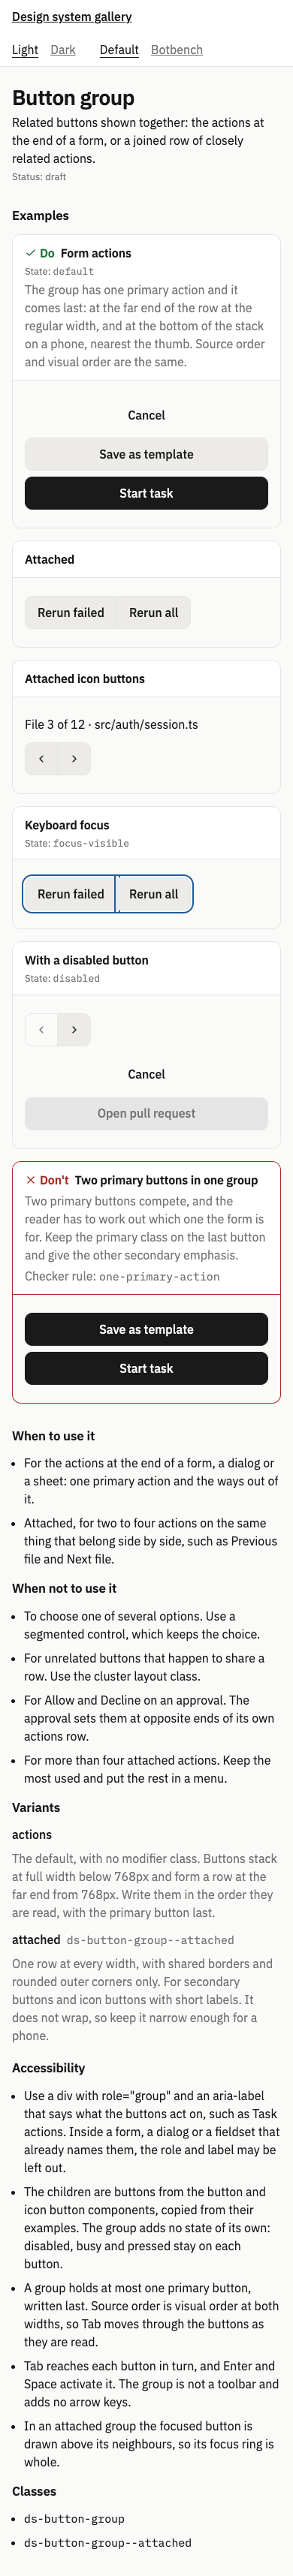 Design system gallery
Light Dark Default Botbench
Button group
Related buttons shown together: the actions at
the end of a form, or a joined row of closely
related actions.
Status: draft
Examples
Do Form actions
State: default
The group has one primary action and it
comes last: at the far end of the row at the
regular width, and at the bottom of the stack
on a phone, nearest the thumb. Source order
and visual order are the same.
Cancel
Save as template
Start task
Attached
Rerun failed Rerun all
Attached icon buttons
File 3 of 12 · src/auth/session.ts
Keyboard focus
State: focus-visible
Rerun failed Rerun all
With a disabled button
State: disabled
Cancel
Open pull request
Don't Two primary buttons in one group
Two primary buttons compete, and the
reader has to work out which one the form is
for. Keep the primary class on the last button
and give the other secondary emphasis.
Checker rule: one-primary-action
Save as template
Start task
When to use it
• For the actions at the end of a form, a dialog or
a sheet: one primary action and the ways out of
it.
• Attached, for two to four actions on the same
thing that belong side by side, such as Previous
file and Next file.
When not to use it
• To choose one of several options. Use a
segmented control, which keeps the choice.
• For unrelated buttons that happen to share a
row. Use the cluster layout class.
• For Allow and Decline on an approval. The
approval sets them at opposite ends of its own
actions row.
• For more than four attached actions. Keep the
most used and put the rest in a menu.
Variants
actions
The default, with no modifier class. Buttons stack
at full width below 768px and form a row at the
far end from 768px. Write them in the order they
are read, with the primary button last.
attached ds-button-group--attached
One row at every width, with shared borders and
rounded outer corners only. For secondary
buttons and icon buttons with short labels. It
does not wrap, so keep it narrow enough for a
phone.
Accessibility
• Use a div with role="group" and an aria-label
that says what the buttons act on, such as Task
actions. Inside a form, a dialog or a fieldset that
already names them, the role and label may be
left out.
• The children are buttons from the button and
icon button components, copied from their
examples. The group adds no state of its own:
disabled, busy and pressed stay on each
button.
• A group holds at most one primary button,
written last. Source order is visual order at both
widths, so Tab moves through the buttons as
they are read.
• Tab reaches each button in turn, and Enter and
Space activate it. The group is not a toolbar and
adds no arrow keys.
• In an attached group the focused button is
drawn above its neighbours, so its focus ring is
whole.
Classes
• ds-button-group
• ds-button-group--attached